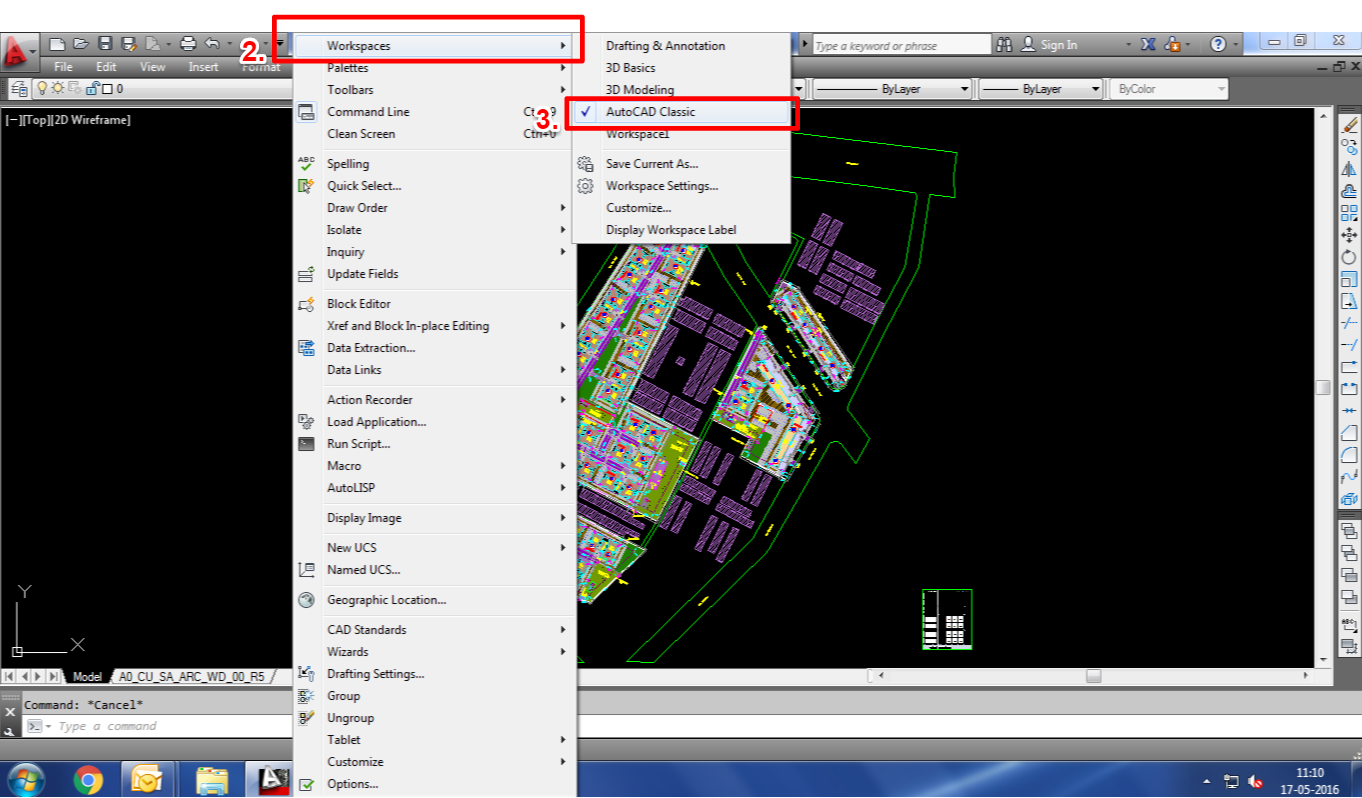 Type a keyword or phrase
Sign In
File Edit View Insert Format
0
ByLayer
ByLayer
ByColor
[−][Top][2D Wireframe]
2.
Workspaces
Palettes
Toolbars
Command Line
Clean Screen Ctrl+0
Spelling
Quick Select...
Draw Order
Isolate
Inquiry
Update Fields
Block Editor
Xref and Block In-place Editing
Data Extraction...
Data Links
Action Recorder
Load Application...
Run Script...
Macro
AutoLISP
Display Image
New UCS
Named UCS...
Geographic Location...
CAD Standards
Wizards
Drafting Settings...
Group
Ungroup
Tablet
Customize
Options...
Drafting & Annotation
3D Basics
3D Modeling
3.
AutoCAD Classic
Workspace1
Save Current As...
Workspace Settings...
Customize...
Display Workspace Label
Y
X
Model A0_CU_SA_ARC_WD_00_R5
Command: *Cancel*
Type a command
11:10
17-05-2016